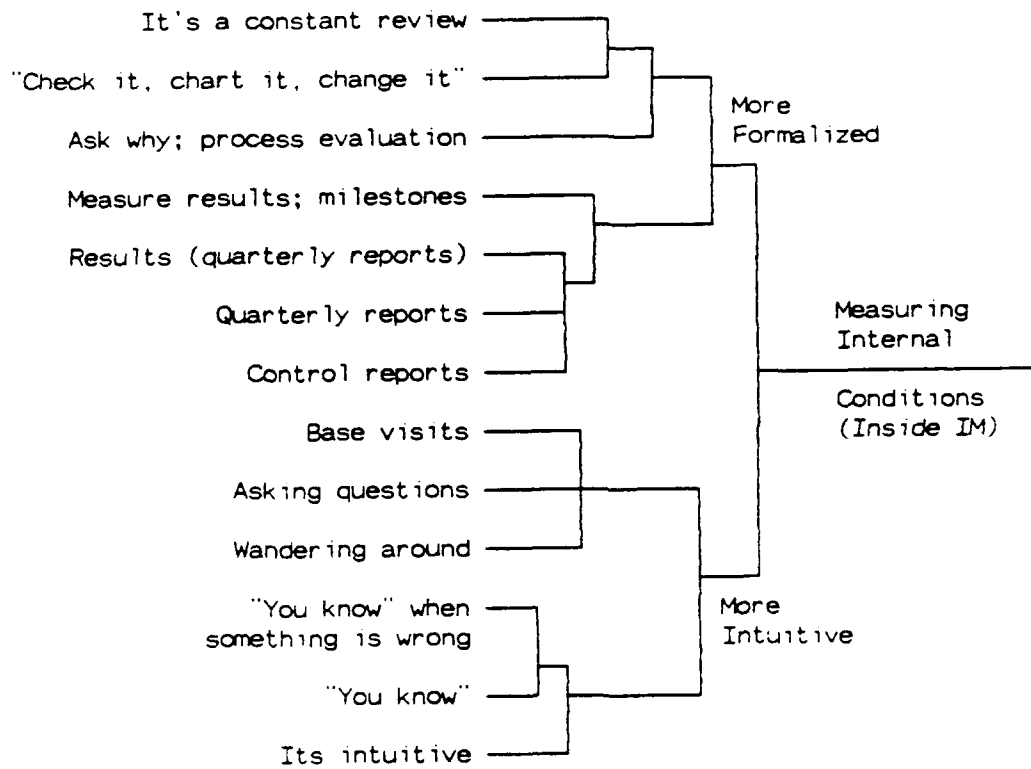 It's a constant review
"Check it, chart it, change it"
Ask why; process evaluation
Measure results; milestones
Results (quarterly reports)
Quarterly reports
Control reports
Base visits
Asking questions
Wandering around
"You know" when
something is wrong
"You know"
Its intuitive
More
Formalized
More
Intuitive
Measuring
Internal
Conditions
(Inside IM)